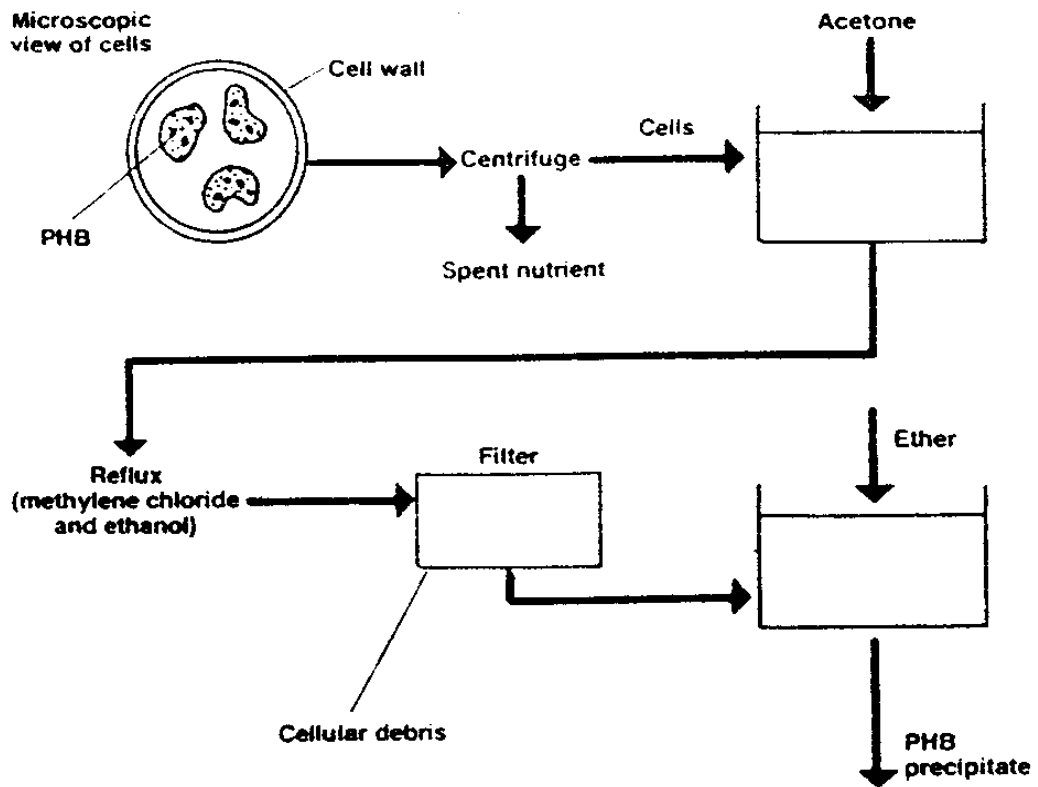 Microscopic
view of cells
Cell wall
PHB
Centrifuge
Spent nutrient
Cells
Acetone
Reflux
(methylene chloride
and ethanol)
Filter
Cellular debris
Ether
PHB
precipitate